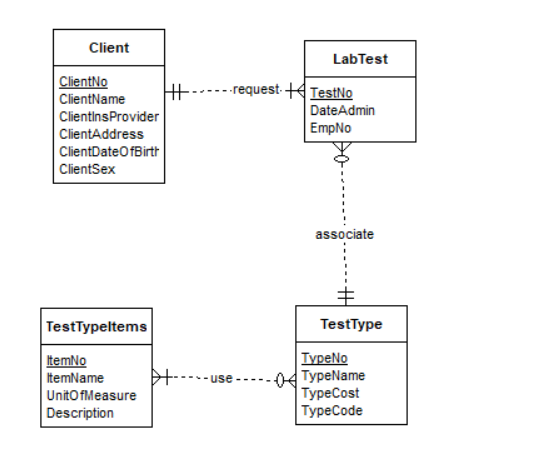 Client
ClientNo
ClientName
ClientInsProvider
ClientAddress
ClientDateOfBirth
ClientSex
request
LabTest
TestNo
DateAdmin
EmpNo
associate
TestTypeItems
ItemNo
ItemName
UnitOfMeasure
Description
use
TestType
TypeNo
TypeName
TypeCost
TypeCode